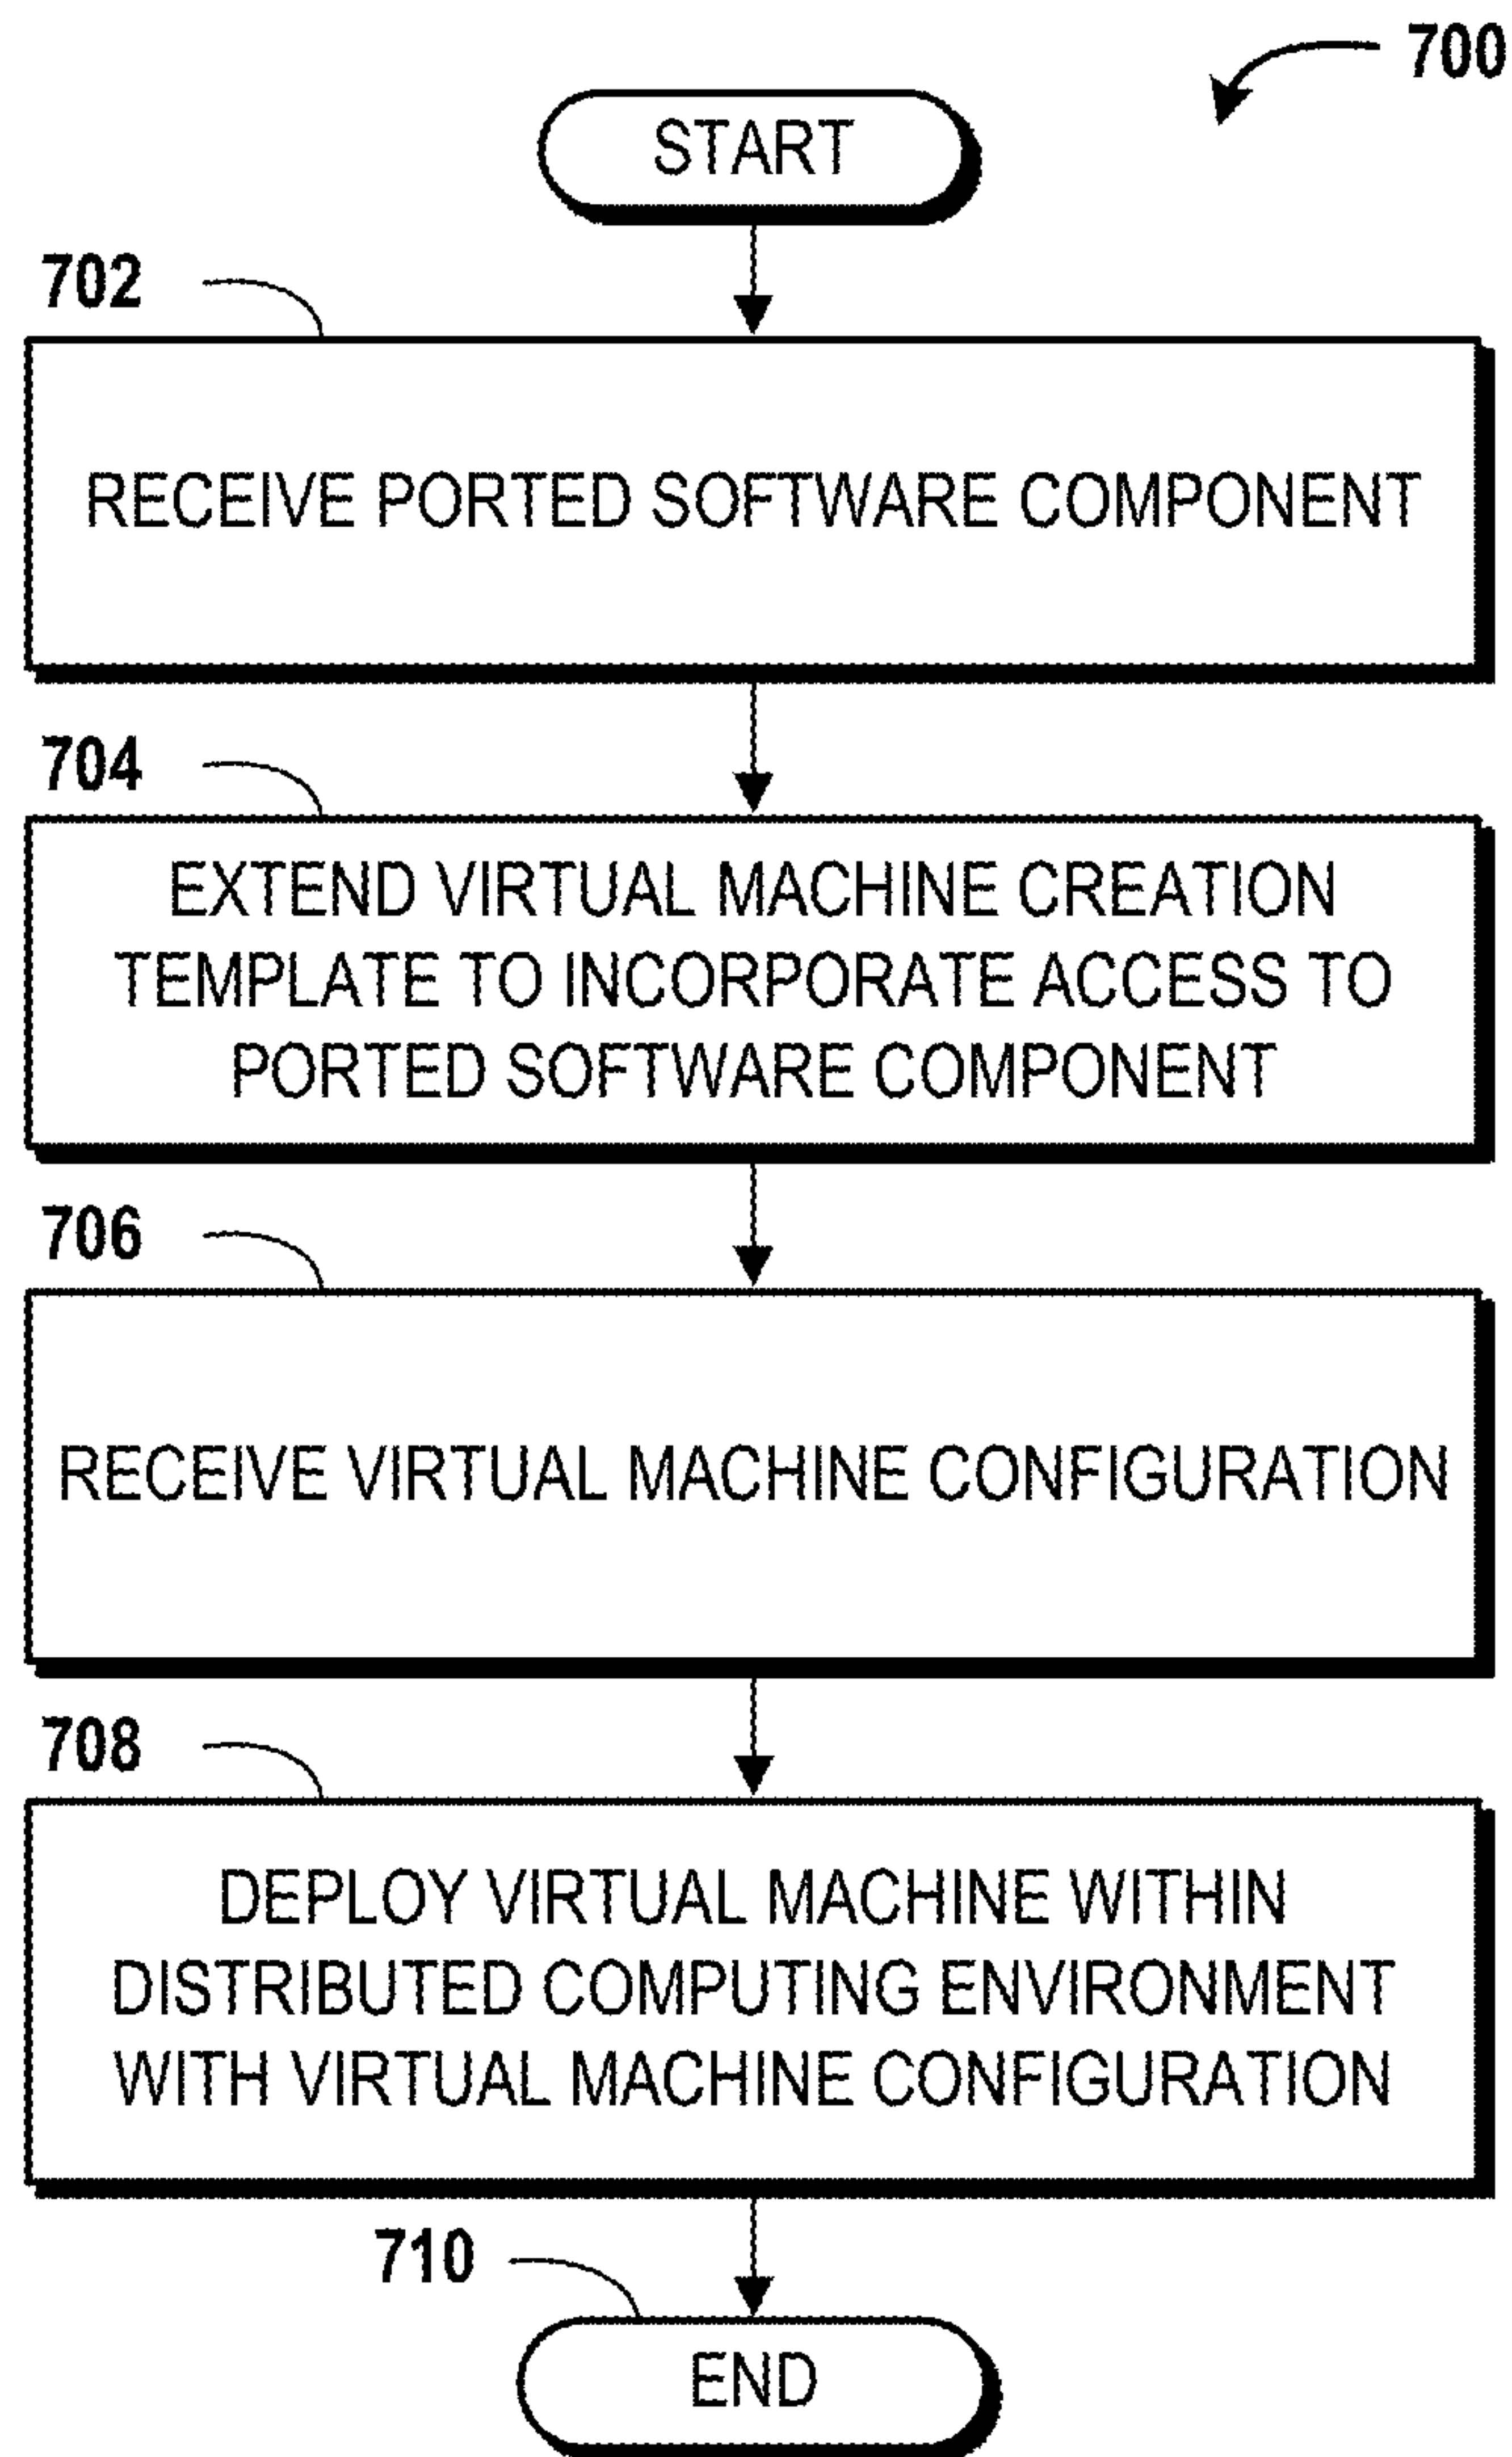 700
START
702
RECEIVE PORTED SOFTWARE COMPONENT
704
EXTEND VIRTUAL MACHINE CREATION
TEMPLATE TO INCORPORATE ACCESS TO
PORTED SOFTWARE COMPONENT
706
RECEIVE VIRTUAL MACHINE CONFIGURATION
708
DEPLOY VIRTUAL MACHINE WITHIN
DISTRIBUTED COMPUTING ENVIRONMENT
WITH VIRTUAL MACHINE CONFIGURATION
710
END